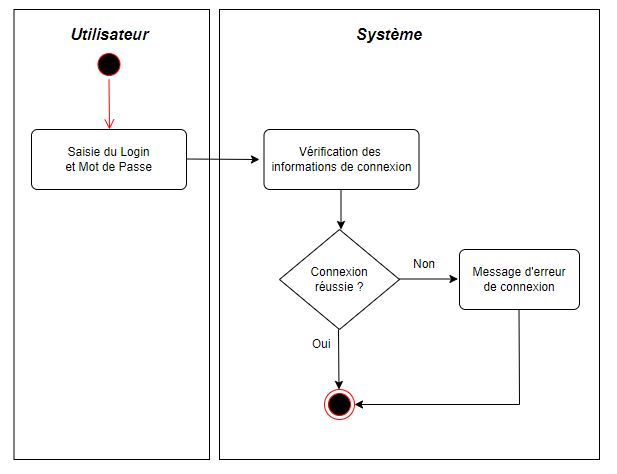 Utilisateur
Système
Saisie du Login
et Mot de Passe
Vérification des
informations de connexion
Connexion
réussie ?
Non
Message d'erreur
de connexion
Oui